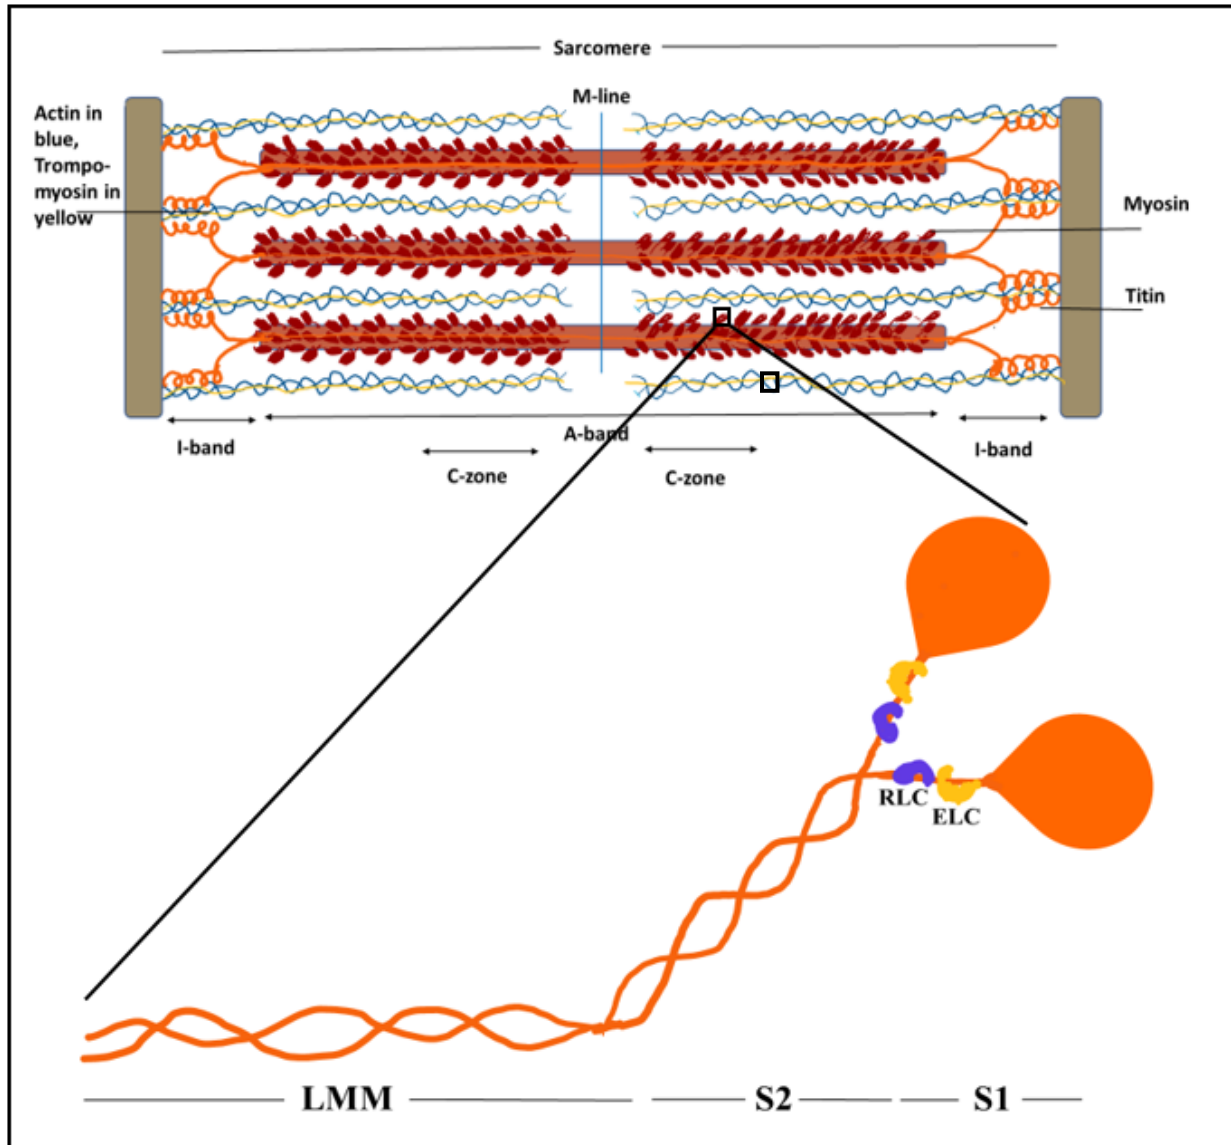 Sarcomere
M-line
Actin in
blue,
Trompo-
myosin in
yellow
Myosin
Titin
I-band
A-band
I-band
C-zone
C-zone
RLC
ELC
LMM
S2
S1